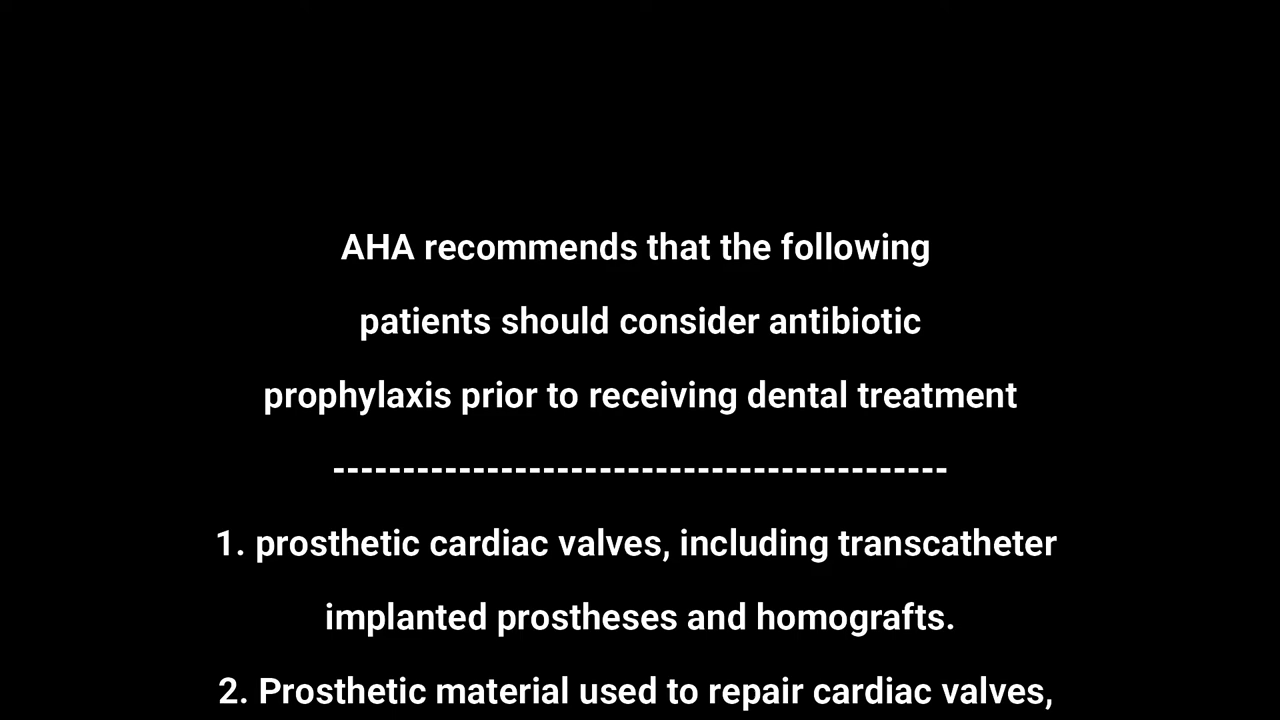 AHA recommends that the following
patients should consider antibiotic
prophylaxis prior to receiving dental treatment
--------------------------------------------
1. prosthetic cardiac valves, including transcatheter
implanted prostheses and homografts.
2. Prosthetic material used to repair cardiac valves,